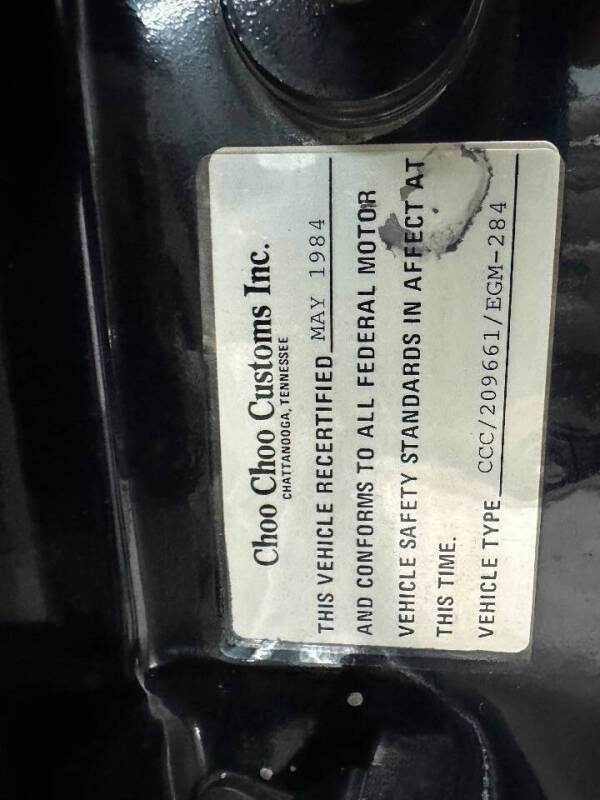 Choo Choo Customs Inc.
CHATTANOOGA, TENNESSEE
THIS VEHICLE RECERTIFIED MAY 1984
AND CONFORMS TO ALL FEDERAL MOTOR
VEHICLE SAFETY STANDARDS IN AFFECT AT
THIS TIME.
VEHICLE TYPE CCC/209661/EGM-284